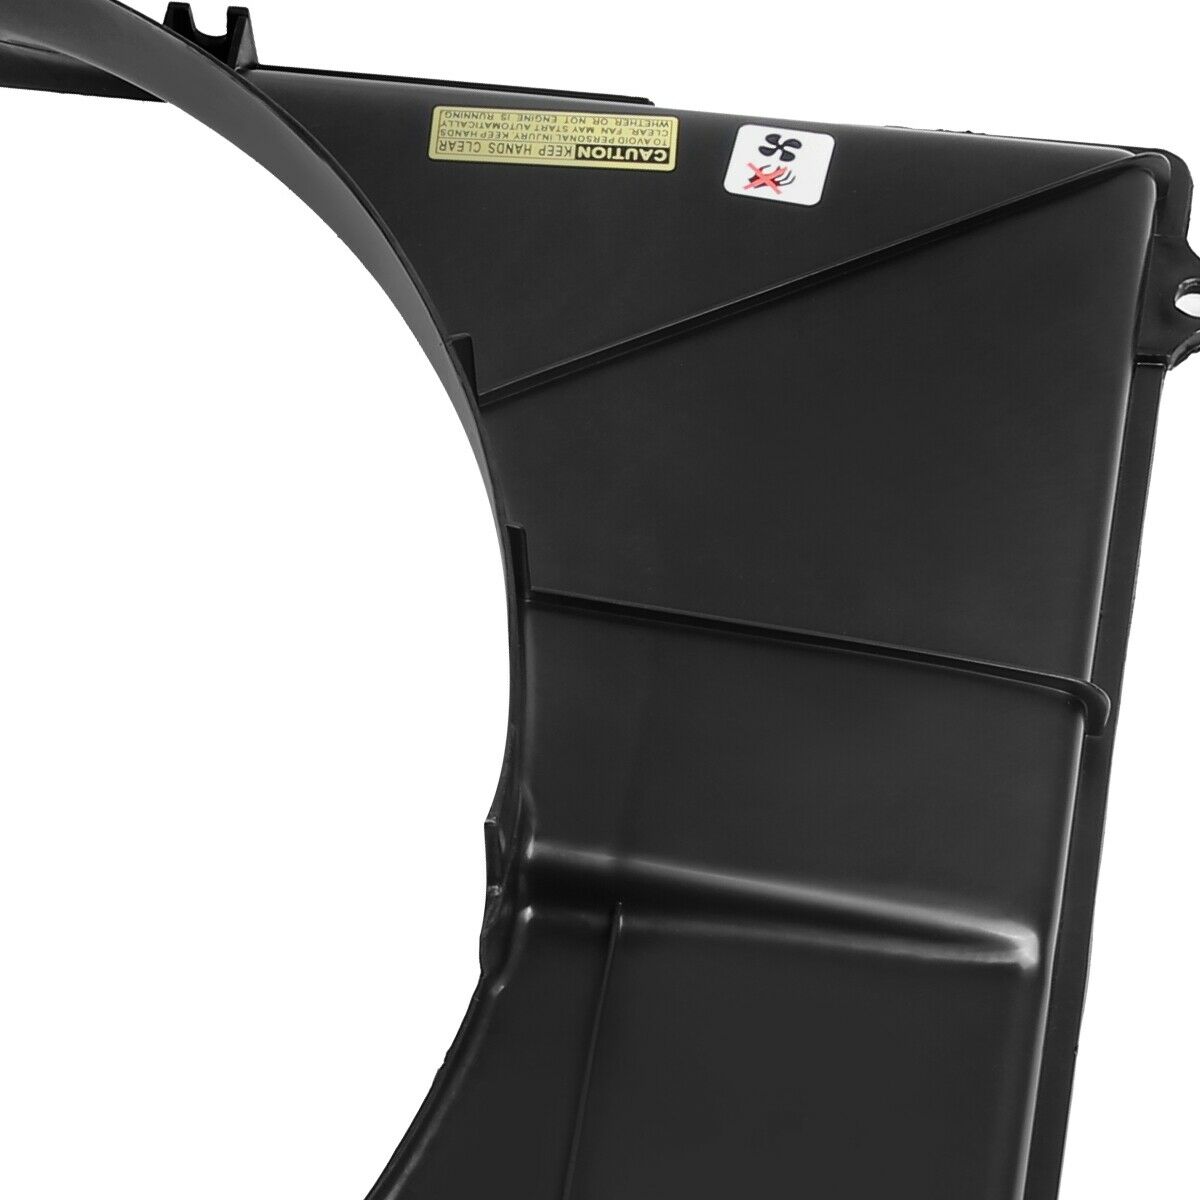 CAUTION KEEP HANDS CLEAR
TO AVOID PERSONAL INJURY KEEP HANDS
CLEAR. FAN MAY START AUTOMATICALLY
WHETHER OR NOT ENGINE IS RUNNING